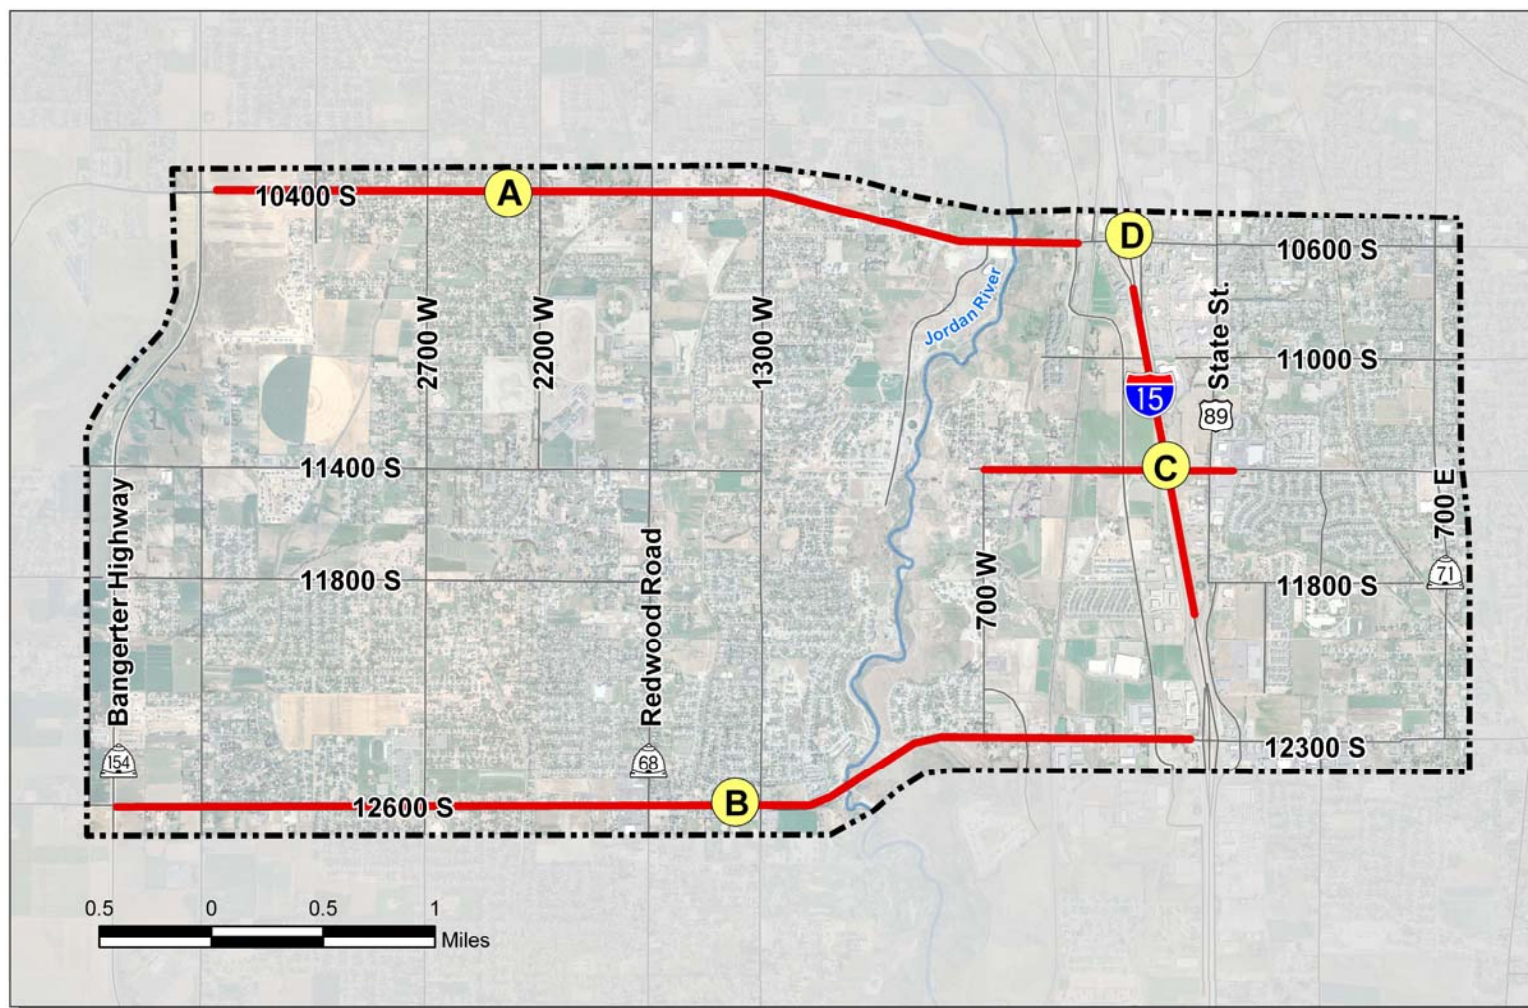 A
D
10400 S
10600 S
Jordan River
2700 W
2200 W
1300 W
State St.
11000 S
15
89
11400 S
C
Bangerter Highway
Redwood Road
700 E
11800 S
700 W
11800 S
71
154
68
12300 S
B
12600 S
0.5 0 0.5 1
Miles